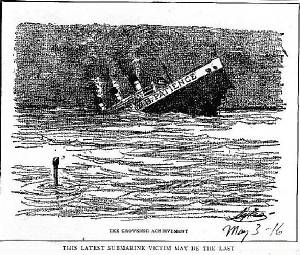 PATIENCE
THE CROWNING ACHIEVEMENT
May 3-16
THIS LATEST SUBMARINE VICTIM MAY BE THE LAST